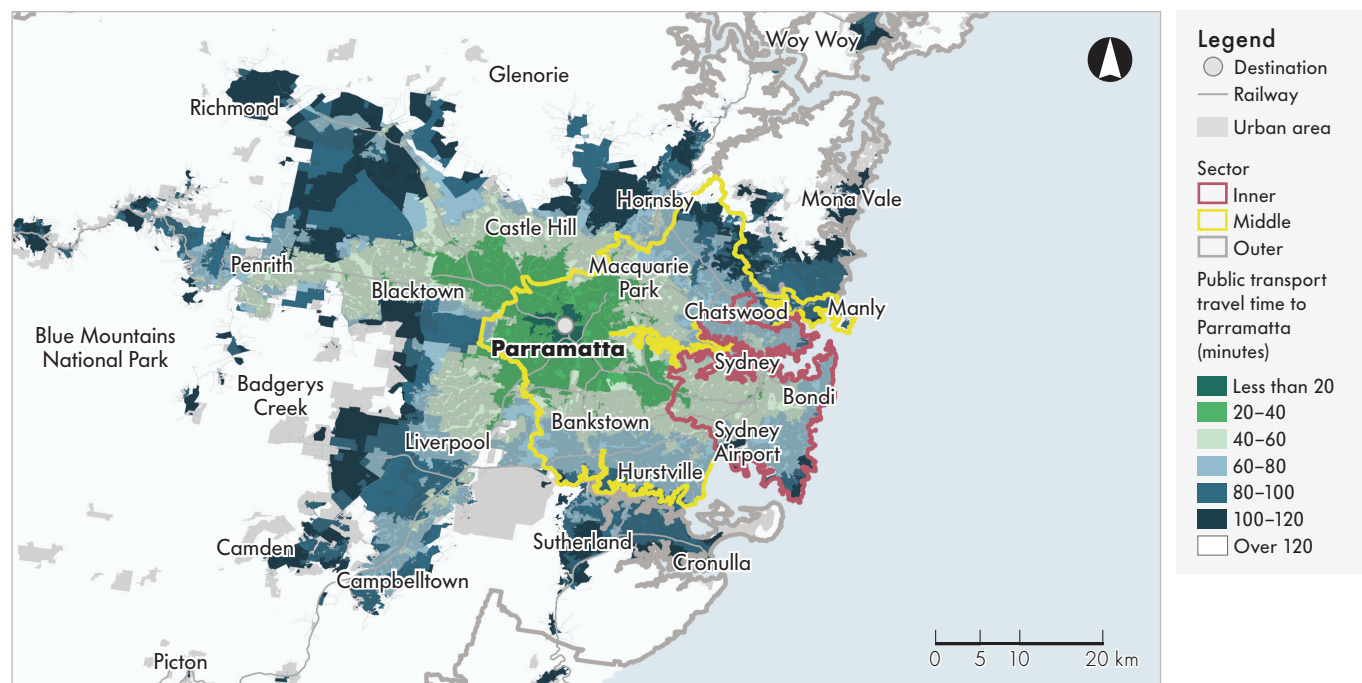 Woy Woy
Glenorie
Richmond
Hornsby
Mona Vale
Castle Hill
Penrith
Macquarie
Park
Blacktown
Chatswood
Manly
Blue Mountains
National Park
Parramatta
Sydney
Badgerys
Creek
Bondi
Bankstown
Liverpool
Sydney
Airport
Hurstville
Camden
Sutherland
Cronulla
Campbelltown
Picton
0 5 10 20 km
Legend
Destination
Railway
Urban area
Sector
Inner
Middle
Outer
Public transport
travel time to
Parramatta
(minutes)
Less than 20
20–40
40–60
60–80
80–100
100–120
Over 120